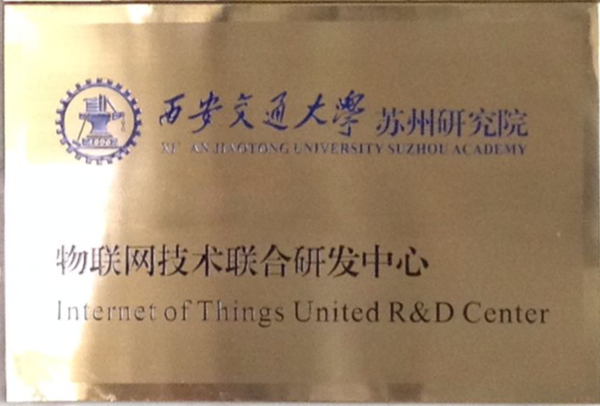 西安交通大學 苏州研究院
XI'AN JIAOTONG UNIVERSITY SUZHOU ACADEMY
1896
物联网技术联合研发中心
Internet of Things United R&D Center